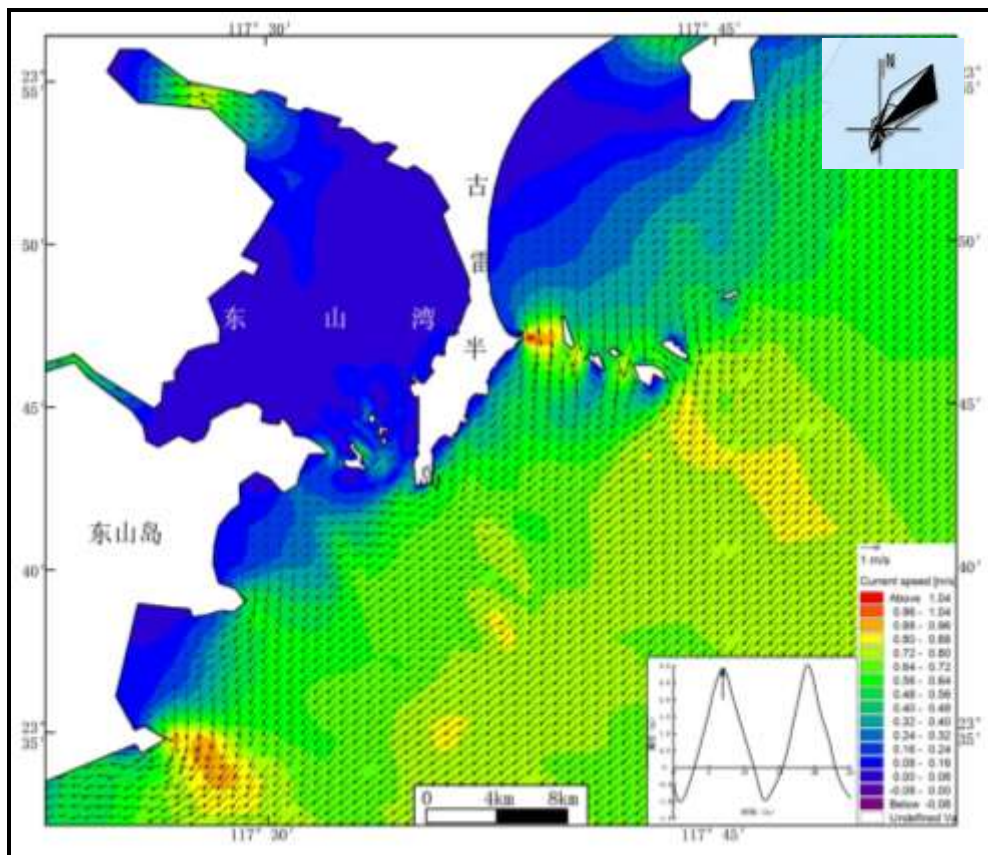 117° 30′
117° 45′
N
23°
55′
23°
55′
古
雷
半
50′
50′
东 山 湾
45′
45′
东山岛
40′
40′
1 m/s
Current speed [m/s]
Above 1.04
0.96 - 1.04
0.88 - 0.96
0.80 - 0.88
0.72 - 0.80
0.64 - 0.72
0.56 - 0.64
0.48 - 0.56
0.40 - 0.48
0.32 - 0.40
0.24 - 0.32
0.16 - 0.24
0.08 - 0.16
0.00 - 0.08
-0.08 - 0.00
Below -0.08
Undefined Va
23°
35′
23°
35′
0 4km 8km
117° 30′
117° 45′